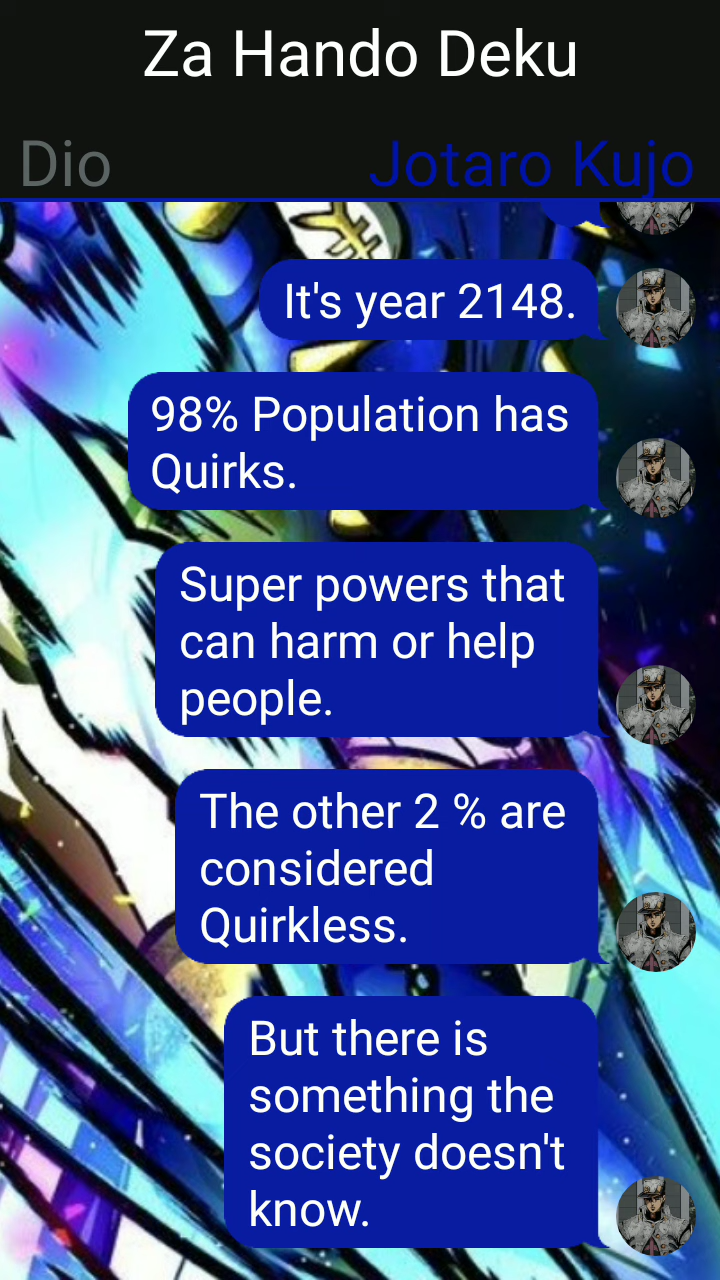 Za Hando Deku
Dio
Jotaro Kujo
It's year 2148.
98% Population has
Quirks.
Super powers that
can harm or help
people.
The other 2 % are
considered
Quirkless.
But there is
something the
society doesn't
know.